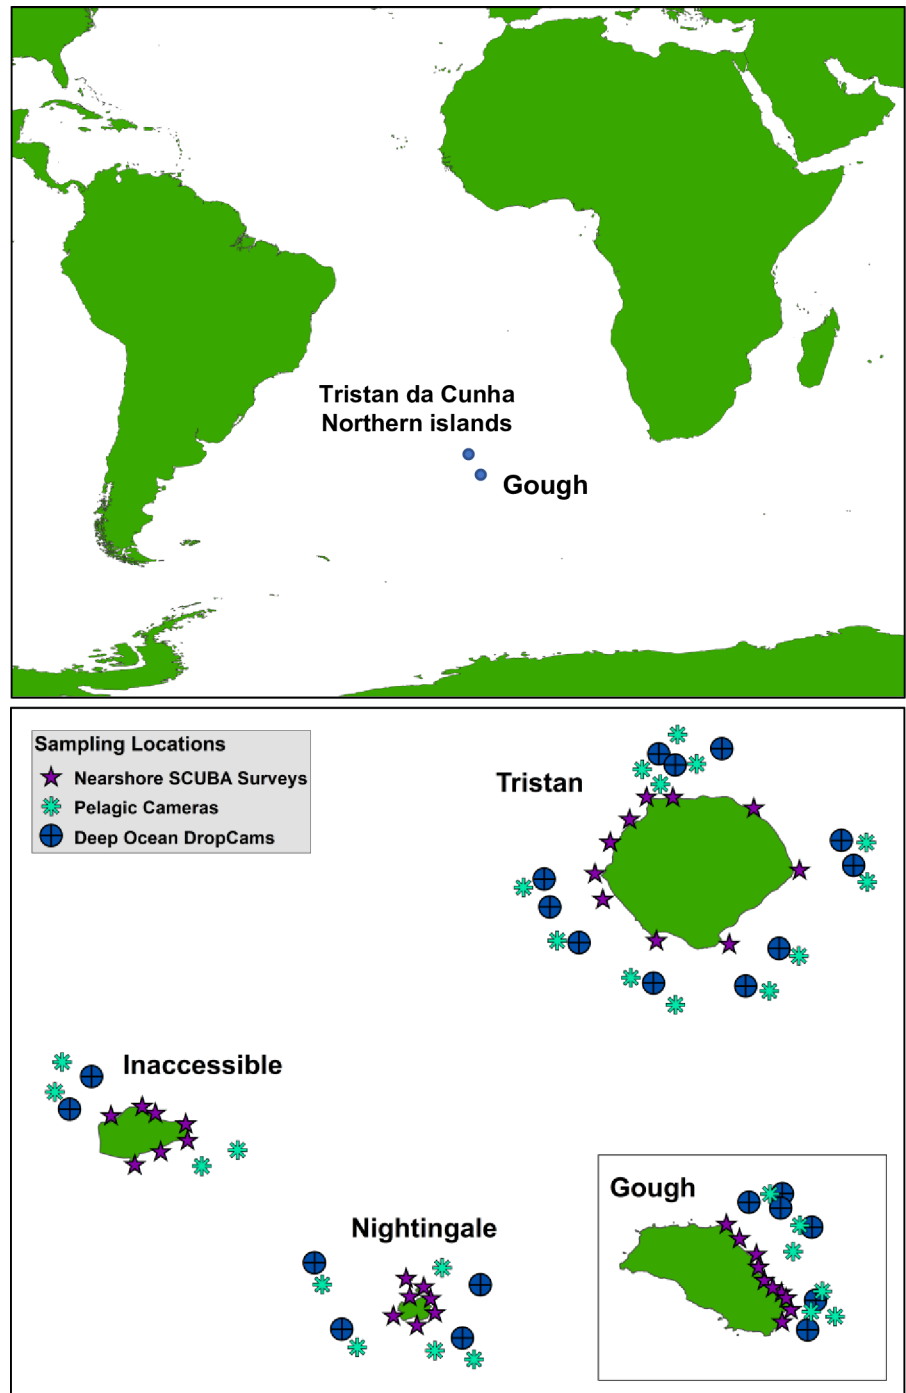 Tristan da Cunha
Northern islands
Gough
Sampling Locations
Nearshore SCUBA Surveys
Pelagic Cameras
Deep Ocean DropCams
Tristan
Inaccessible
Nightingale
Gough